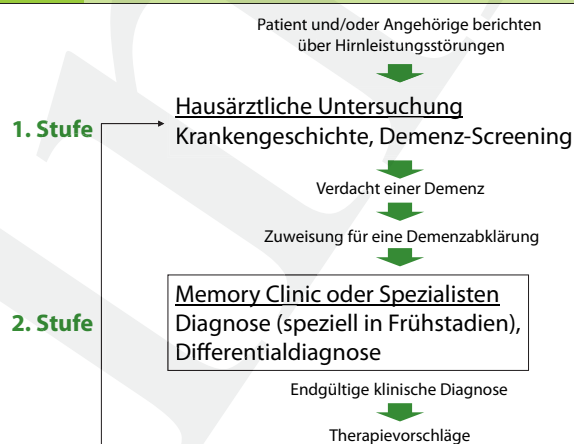 Patient und/oder Angehörige berichten
über Hirnleistungsstörungen
1. Stufe
Hausärztliche Untersuchung
Krankengeschichte, Demenz-Screening
Verdacht einer Demenz
Zuweisung für eine Demenzabklärung
2. Stufe
Memory Clinic oder Spezialisten
Diagnose (speziell in Frühstadien),
Differentialdiagnose
Endgültige klinische Diagnose
Therapievorschläge